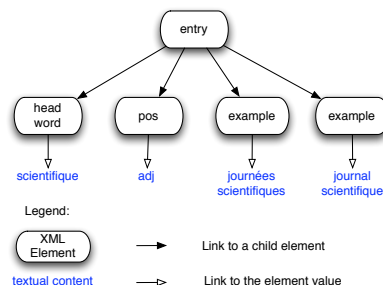 entry
head
word
pos
example
example
scientifique
adj
journées
scientifiques
journal
scientifique
Legend:
XML
Element
Link to a child element
textual content
Link to the element value